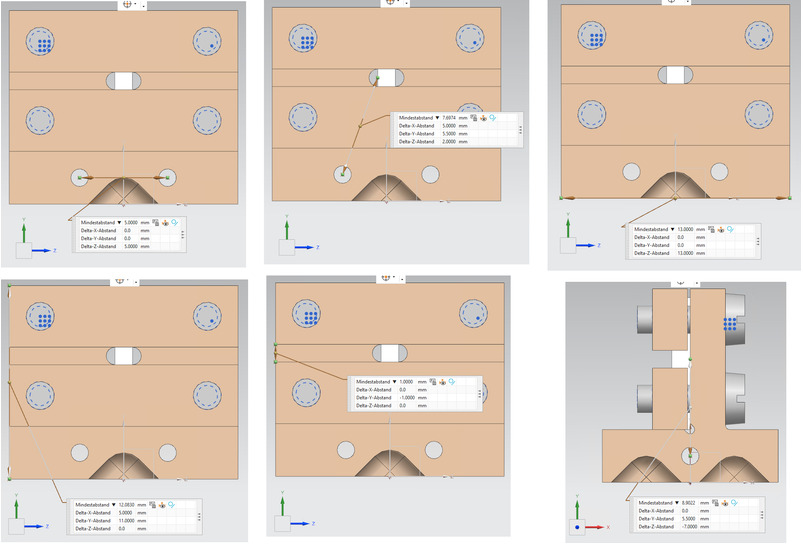 Y
Z
Mindestabstand ▼ 5.0000 mm
Delta-X-Abstand 0.0 mm
Delta-Y-Abstand 0.0 mm
Delta-Z-Abstand 5.0000 mm
Y
Z
Mindestabstand ▼ 7.6974 mm
Delta-X-Abstand 5.0000 mm
Delta-Y-Abstand 5.5000 mm
Delta-Z-Abstand 2.0000 mm
Y
Z
Mindestabstand ▼ 13.0000 mm
Delta-X-Abstand 0.0 mm
Delta-Y-Abstand 0.0 mm
Delta-Z-Abstand 13.0000 mm
Y
Z
Mindestabstand ▼ 12.0830 mm
Delta-X-Abstand 5.0000 mm
Delta-Y-Abstand 11.0000 mm
Delta-Z-Abstand 0.0 mm
Y
Z
Mindestabstand ▼ 1.0000 mm
Delta-X-Abstand 0.0 mm
Delta-Y-Abstand -1.0000 mm
Delta-Z-Abstand 0.0 mm
Y
X
Mindestabstand ▼ 8.9022 mm
Delta-X-Abstand 0.0 mm
Delta-Y-Abstand 5.5000 mm
Delta-Z-Abstand -7.0000 mm